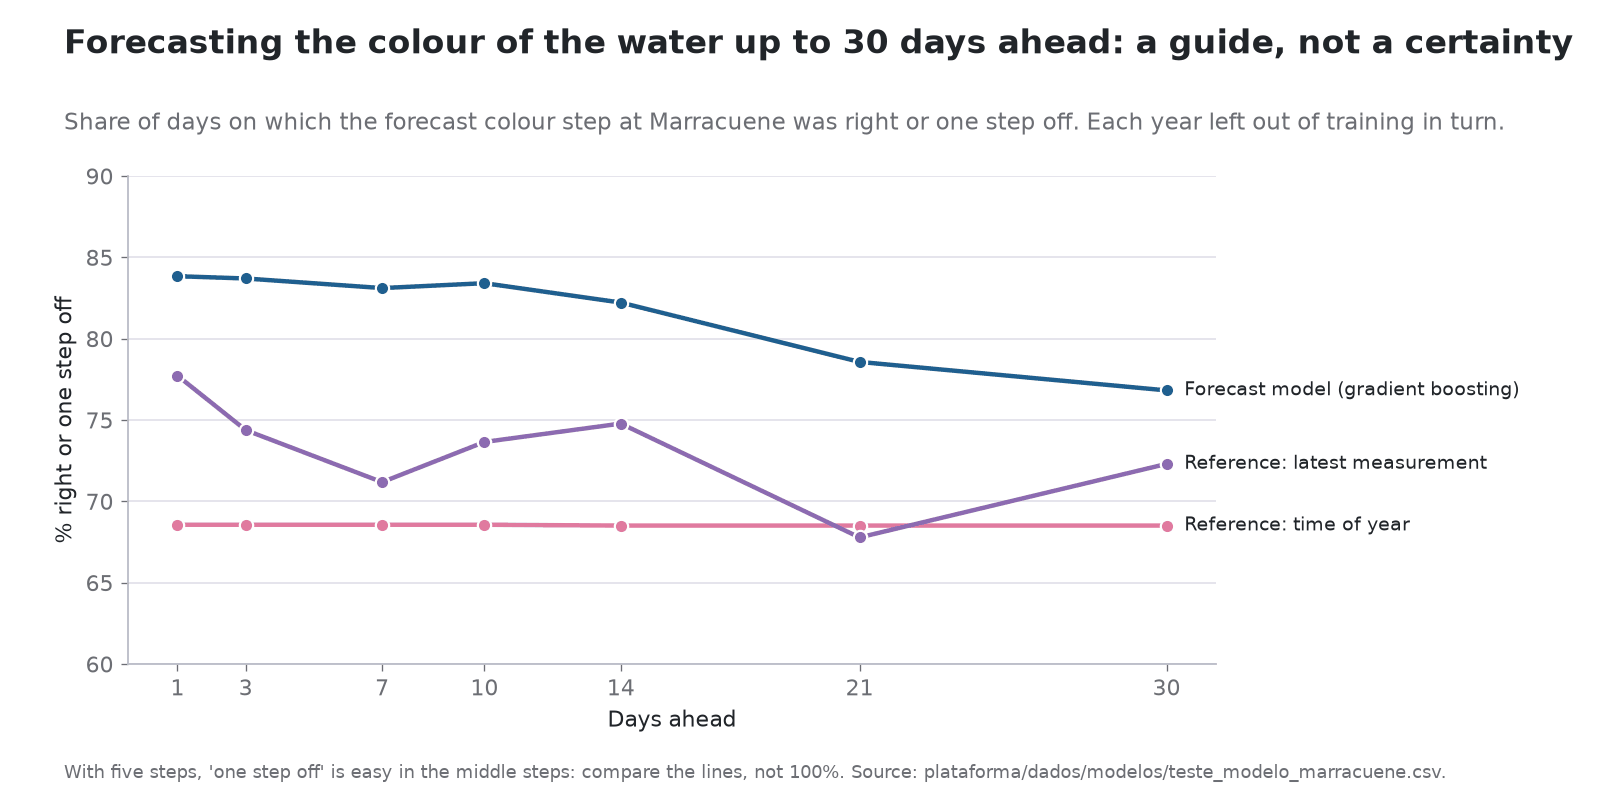 Forecasting the colour of the water up to 30 days ahead: a guide, not a certainty
Share of days on which the forecast colour step at Marracuene was right or one step off. Each year left out of training in turn.
% right or one step off
90
85
80
75
70
65
60
Forecast model (gradient boosting)
Reference: latest measurement
Reference: time of year
1 3 7 10 14 21 30
Days ahead
With five steps, 'one step off' is easy in the middle steps: compare the lines, not 100%. Source: plataforma/dados/modelos/teste_modelo_marracuene.csv.